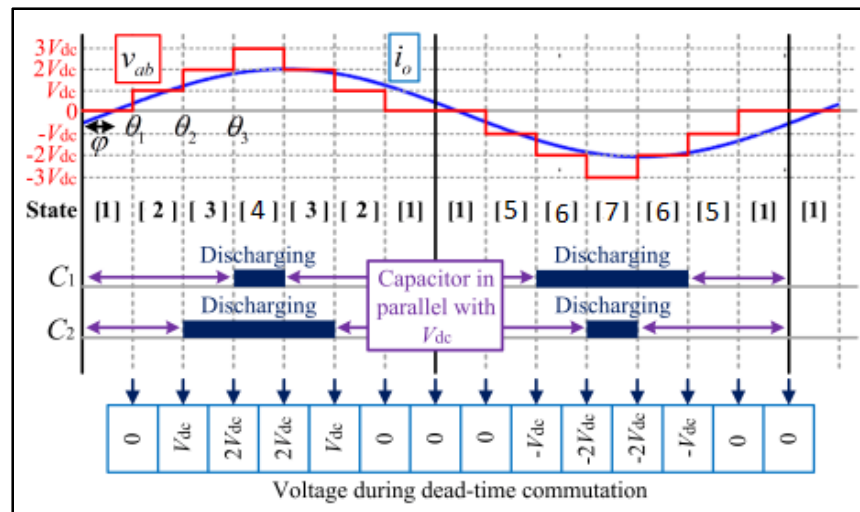 3Vdc
2Vdc
Vdc
0
-Vdc
-2Vdc
-3Vdc
vab
io
φ θ1 θ2 θ3
State [1] [2] [3] [4] [3] [2] [1] [1] [5] [6] [7] [6] [5] [1] [1]
C1 Discharging Discharging
C2 Discharging Discharging
Capacitor in
parallel with
Vdc
0 Vdc 2Vdc 2Vdc Vdc 0 0 0 -Vdc -2Vdc -2Vdc -Vdc 0 0
Voltage during dead-time commutation